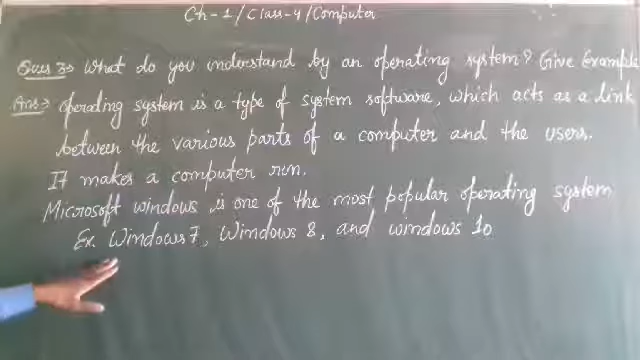 Ch-1/Class-4/Computer
Ques 3→ What do you understand by an operating system? Give Example
Ans:→ Operating system is a type of system software, which acts as a link
between the various parts of a computer and the users.
It makes a computer run.
Microsoft windows is one of the most popular operating system
Ex. Windows 7, Windows 8, and windows 10